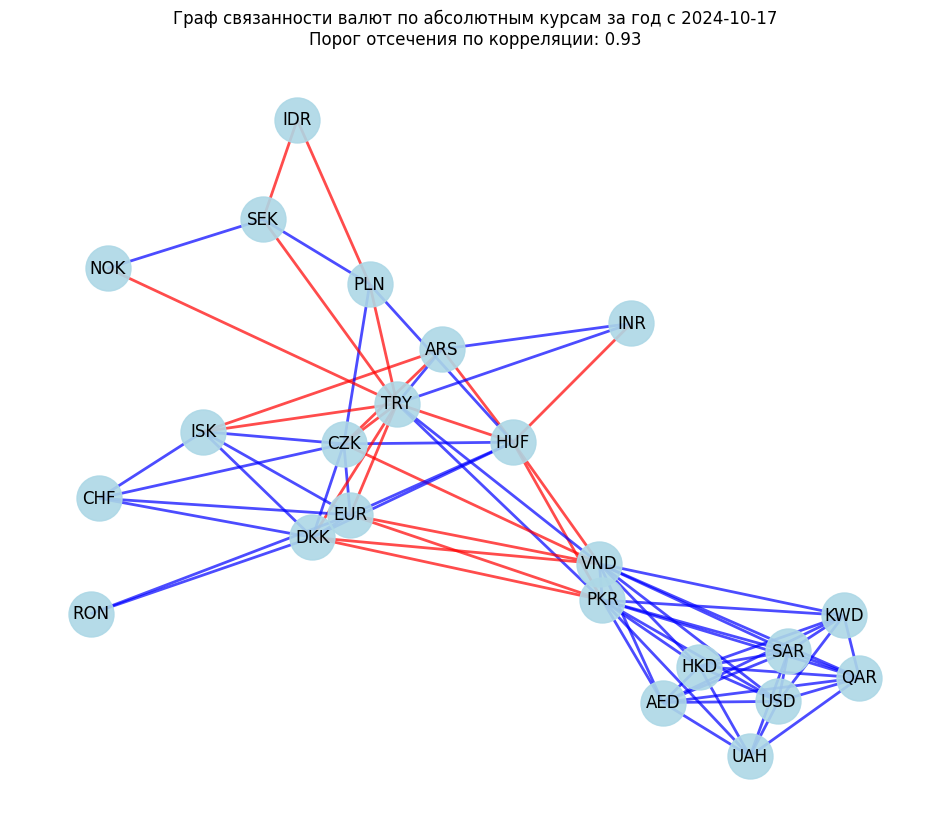 Граф связанности валют по абсолютным курсам за год с 2024-10-17
Порог отсечения по корреляции: 0.93
IDR
SEK
NOK
PLN
INR
ARS
TRY
ISK
CZK
HUF
CHF
EUR
DKK
VND
PKR
RON
KWD
SAR
HKD
QAR
AED
USD
UAH